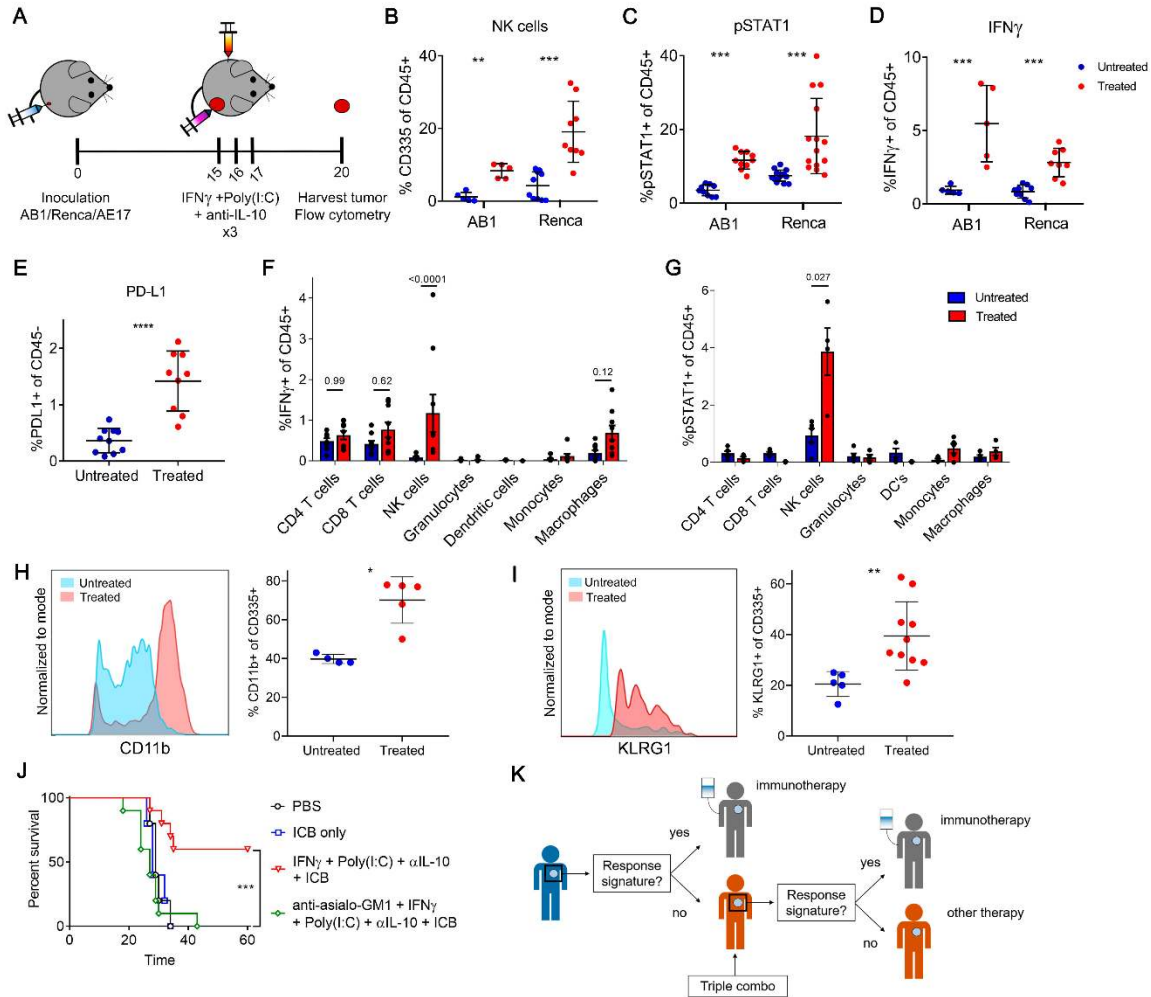 A
0
15
16
17
20
Inoculation
AB1/Renca/AE17
IFNγ +Poly(I:C)
+ anti-IL-10
x3
Harvest tumor
Flow cytometry
B
NK cells
% CD335 of CD45+
40
20
0
**
***
AB1
Renca
C
pSTAT1
%pSTAT1+ of CD45+
40
20
0
***
***
AB1
Renca
D
IFNγ
%IFNγ+ of CD45+
10
5
0
***
***
AB1
Renca
Untreated
Treated
E
PD-L1
%PDL1+ of CD45-
2.5
2.0
1.5
1.0
0.5
0.0
****
Untreated
Treated
F
%IFNγ+ of CD45+
4
3
2
1
0
0.99
0.62
<0.0001
0.12
CD4 T cells
CD8 T cells
NK cells
Granulocytes
Dendritic cells
Monocytes
Macrophages
G
%pSTAT1+ of CD45+
6
4
2
0
0.027
Untreated
Treated
CD4 T cells
CD8 T cells
NK cells
Granulocytes
DC's
Monocytes
Macrophages
H
Normalized to mode
Untreated
Treated
CD11b
% CD11b+ of CD335+
80
60
40
20
0
*
Untreated
Treated
I
Normalized to mode
Untreated
Treated
KLRG1
% KLRG1+ of CD335+
60
40
20
0
**
Untreated
Treated
J
Percent survival
100
50
0
0
20
40
60
Time
***
PBS
ICB only
IFNγ + Poly(I:C) + αIL-10
+ ICB
anti-asialo-GM1 + IFNγ
+ Poly(I:C) + αIL-10 + ICB
K
immunotherapy
yes
Response
signature?
no
Triple combo
Response
signature?
immunotherapy
yes
no
other therapy